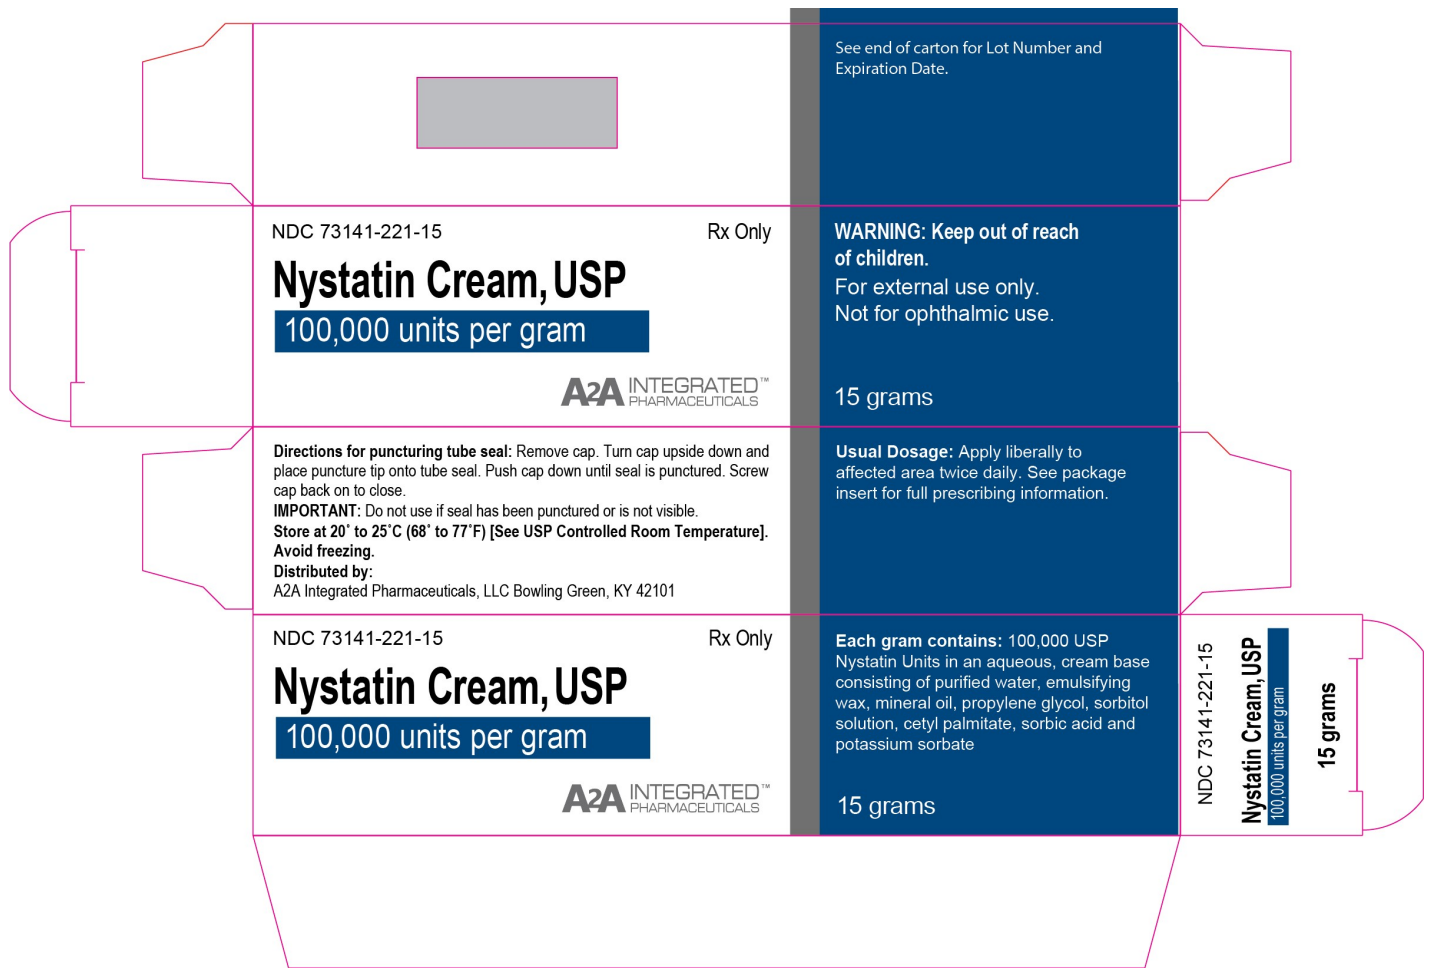 See end of carton for Lot Number and
Expiration Date.
NDC 73141-221-15
Rx Only
Nystatin Cream, USP
100,000 units per gram
A2A INTEGRATED™
PHARMACEUTICALS
WARNING: Keep out of reach
of children.
For external use only.
Not for ophthalmic use.
15 grams
Directions for puncturing tube seal: Remove cap. Turn cap upside down and
place puncture tip onto tube seal. Push cap down until seal is punctured. Screw
cap back on to close.
IMPORTANT: Do not use if seal has been punctured or is not visible.
Store at 20˚ to 25˚C (68˚ to 77˚F) [See USP Controlled Room Temperature].
Avoid freezing.
Distributed by:
A2A Integrated Pharmaceuticals, LLC Bowling Green, KY 42101
Usual Dosage: Apply liberally to
affected area twice daily. See package
insert for full prescribing information.
NDC 73141-221-15
Rx Only
Nystatin Cream, USP
100,000 units per gram
A2A INTEGRATED™
PHARMACEUTICALS
Each gram contains: 100,000 USP
Nystatin Units in an aqueous, cream base
consisting of purified water, emulsifying
wax, mineral oil, propylene glycol, sorbitol
solution, cetyl palmitate, sorbic acid and
potassium sorbate
15 grams
NDC 73141-221-15
Nystatin Cream, USP
100,000 units per gram
15 grams